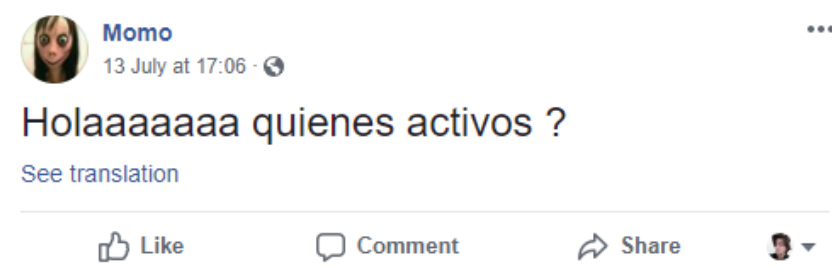 Momo
13 July at 17:06 ·
Holaaaaaaa quienes activos ?
See translation
Like Comment Share